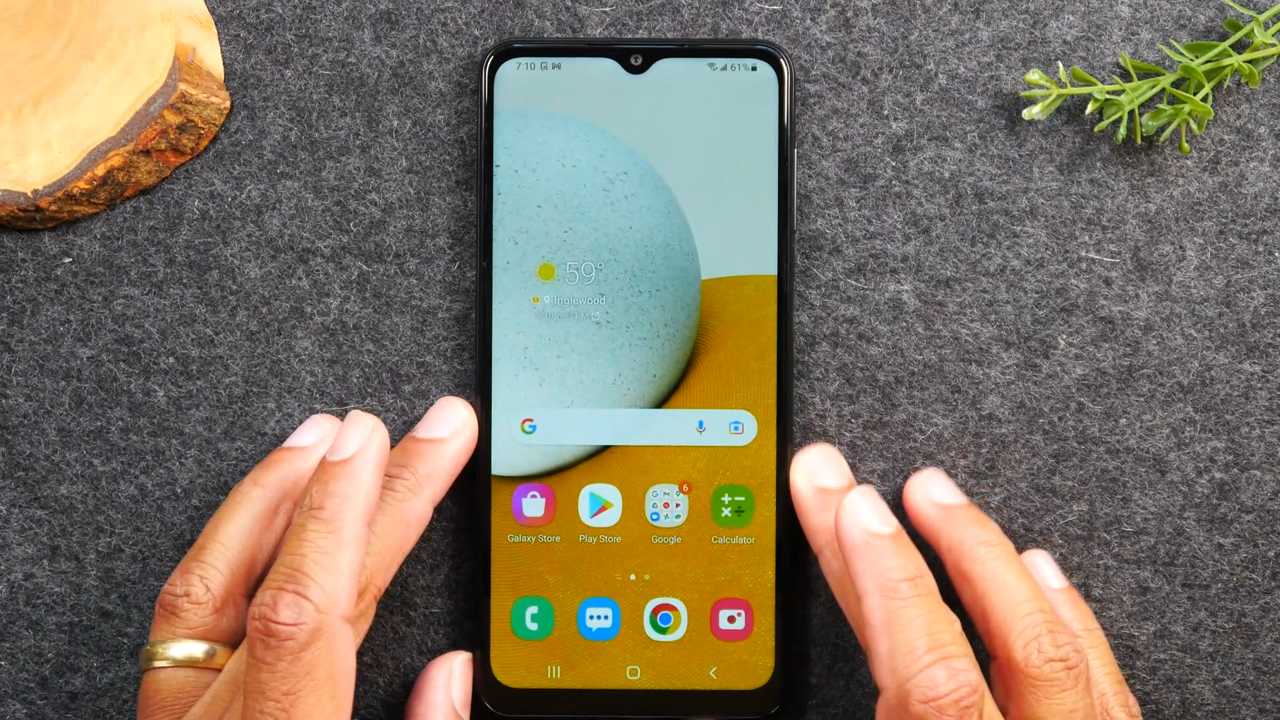 7:10
61%
59°
Inglewood
G
6
Galaxy Store
Play Store
Google
Calculator